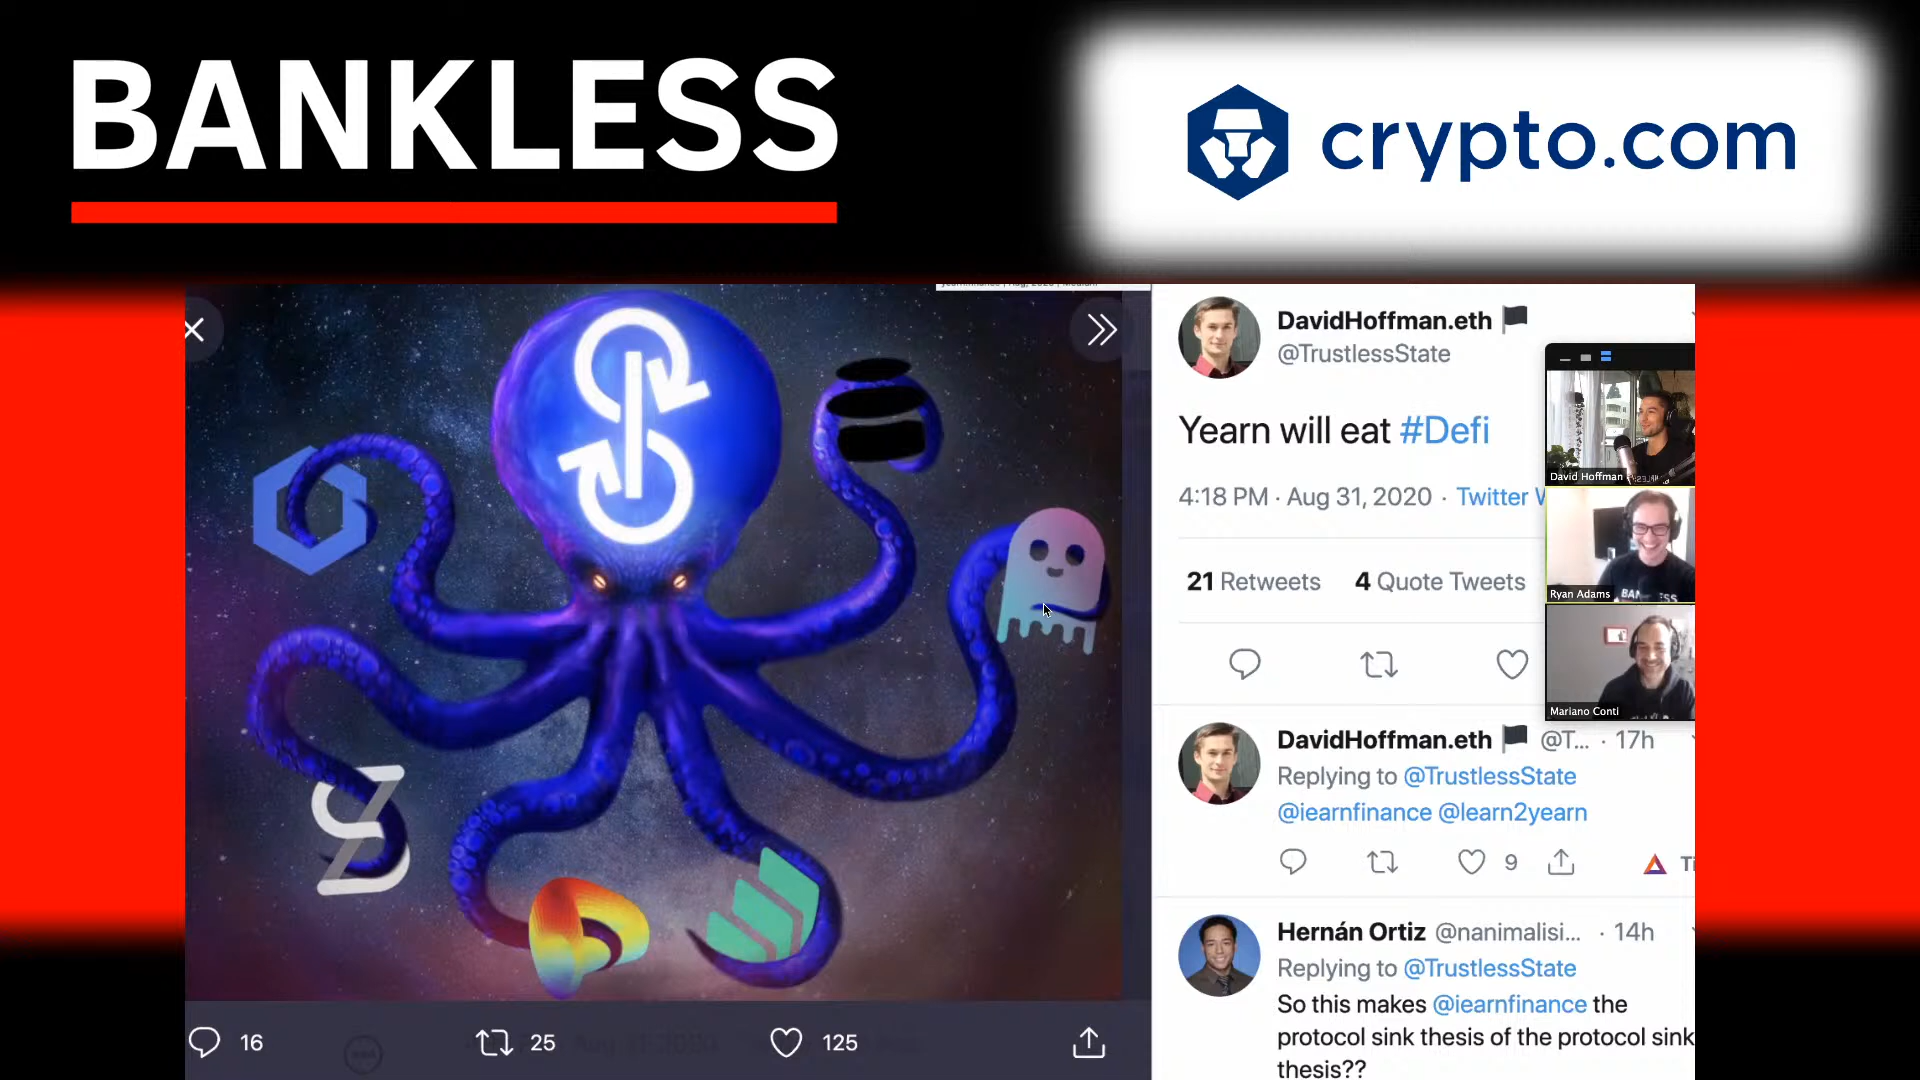 BANKLESS
crypto.com
DavidHoffman.eth
@TrustlessState
Yearn will eat #Defi
4:18 PM · Aug 31, 2020 · Twitter
21 Retweets 4 Quote Tweets
David Hoffman
Ryan Adams
Mariano Conti
DavidHoffman.eth @T... · 17h
Replying to @TrustlessState
@iearnfinance @learn2yearn
9
Hernán Ortiz @nanimalisi... · 14h
Replying to @TrustlessState
So this makes @iearnfinance the
protocol sink thesis of the protocol sink
thesis??
16 25 125